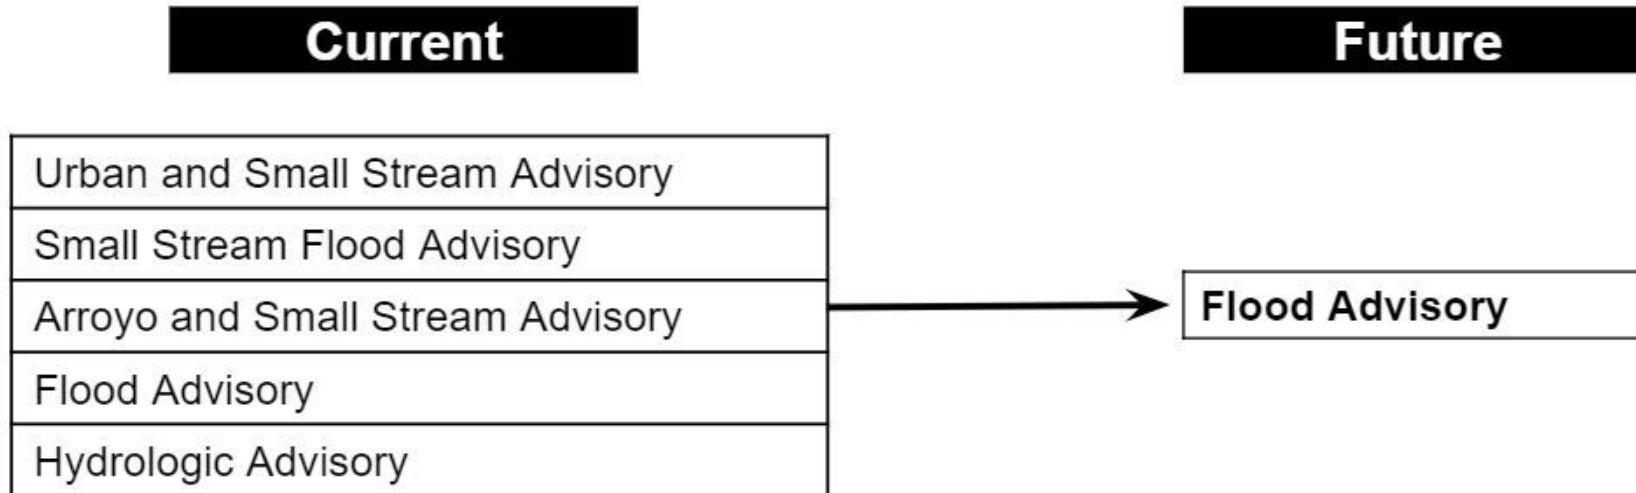 Current
Future
Urban and Small Stream Advisory
Small Stream Flood Advisory
Arroyo and Small Stream Advisory
Flood Advisory
Flood Advisory
Hydrologic Advisory